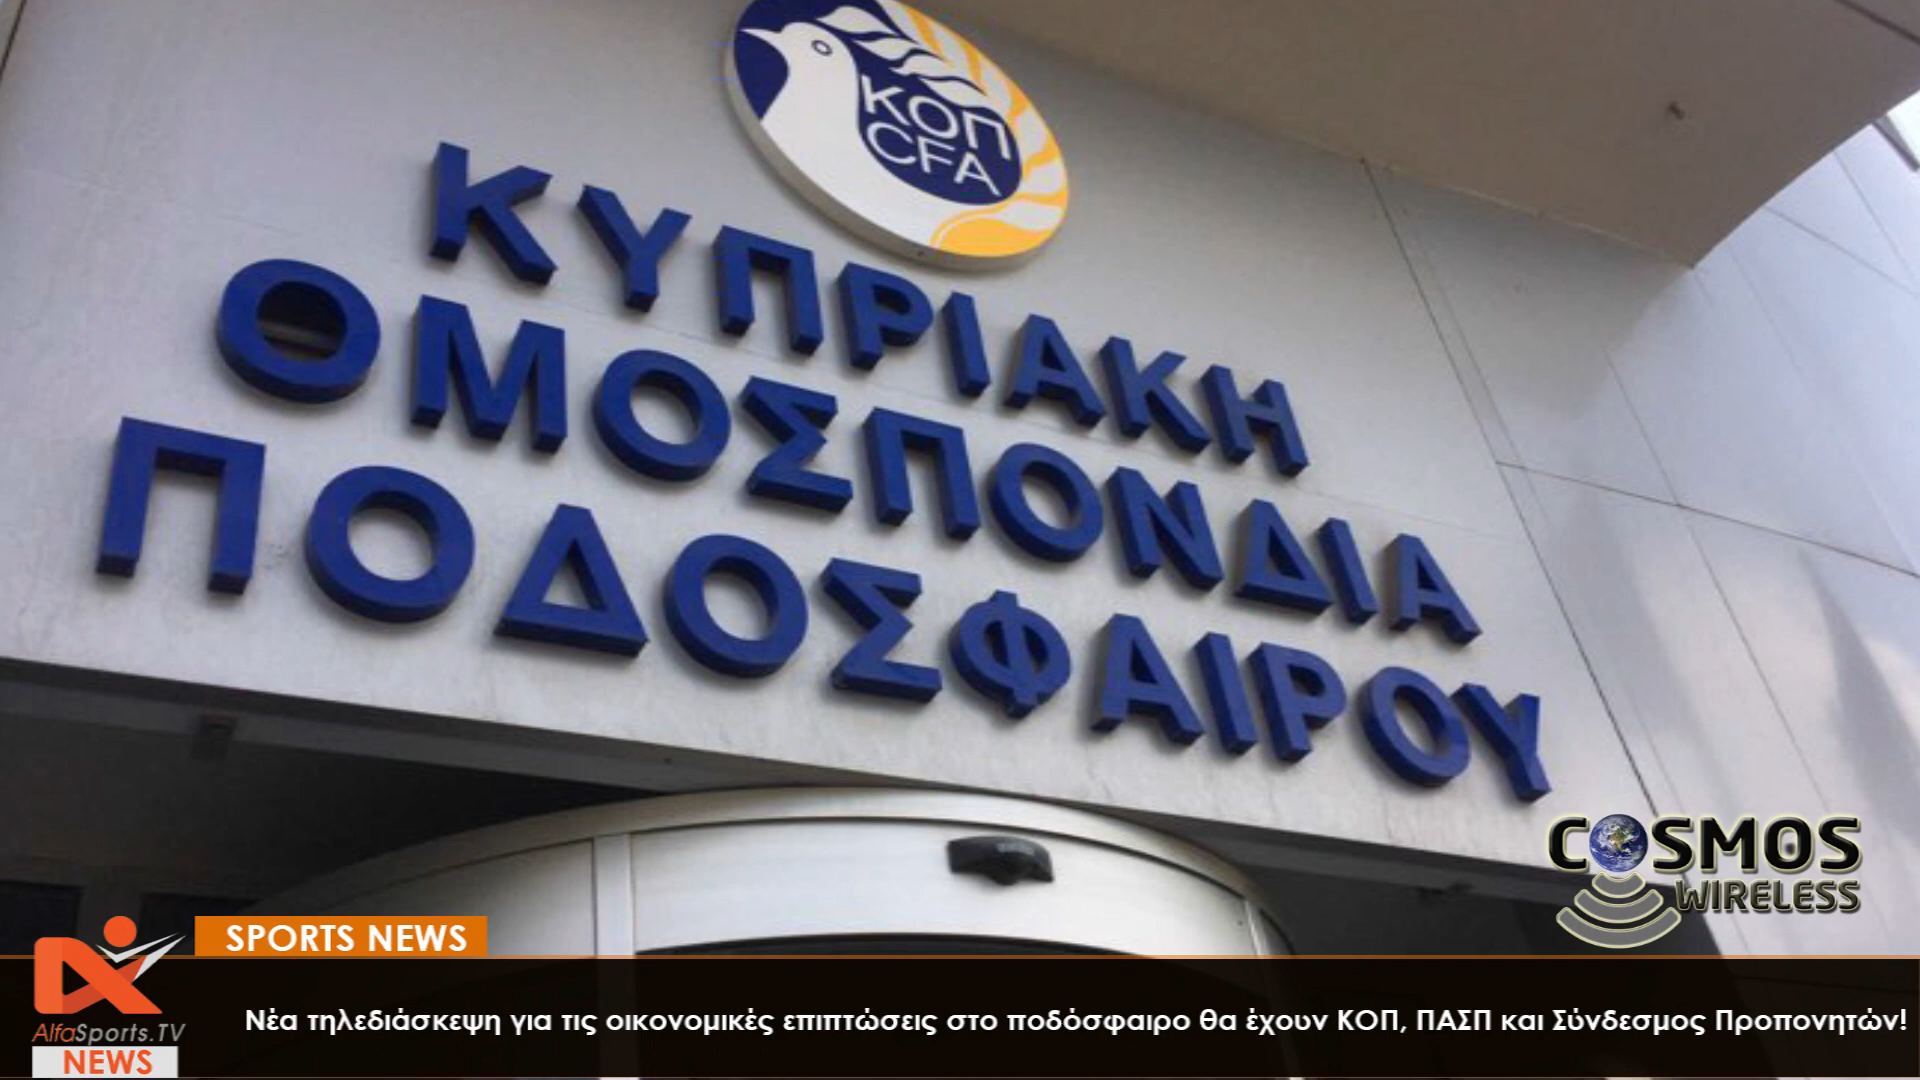 ΚΟΠ
CFA
ΚΥΠΡΙΑΚΗ
ΟΜΟΣΠΟΝΔΙΑ
ΠΟΔΟΣΦΑΙΡΟΥ
COSMOS
WIRELESS
SPORTS NEWS
AlfaSports.TV
NEWS
Νέα τηλεδιάσκεψη για τις οικονομικές επιπτώσεις στο ποδόσφαιρο θα έχουν ΚΟΠ, ΠΑΣΠ και Σύνδεσμος Προπονητών!